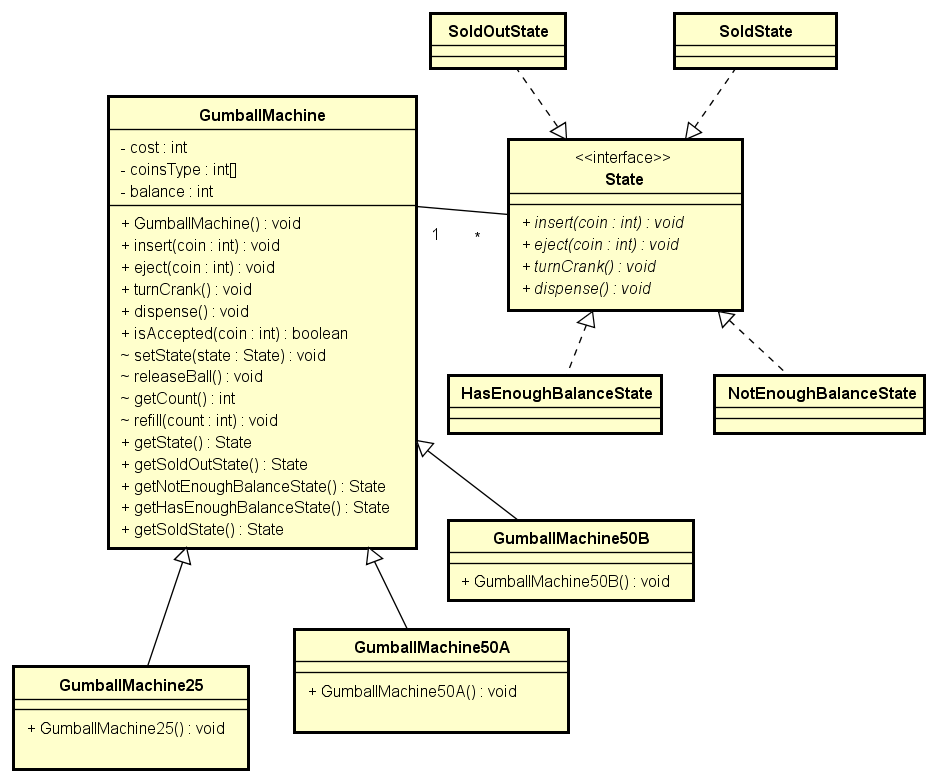 SoldOutState
SoldState
GumballMachine
- cost : int
- coinsType : int[]
- balance : int
+ GumballMachine() : void
+ insert(coin : int) : void
+ eject(coin : int) : void
+ turnCrank() : void
+ dispense() : void
+ isAccepted(coin : int) : boolean
~ setState(state : State) : void
~ releaseBall() : void
~ getCount() : int
~ refill(count : int) : void
+ getState() : State
+ getSoldOutState() : State
+ getNotEnoughBalanceState() : State
+ getHasEnoughBalanceState() : State
+ getSoldState() : State
1
*
<<interface>>
State
+ insert(coin : int) : void
+ eject(coin : int) : void
+ turnCrank() : void
+ dispense() : void
HasEnoughBalanceState
NotEnoughBalanceState
GumballMachine50B
+ GumballMachine50B() : void
GumballMachine50A
+ GumballMachine50A() : void
GumballMachine25
+ GumballMachine25() : void